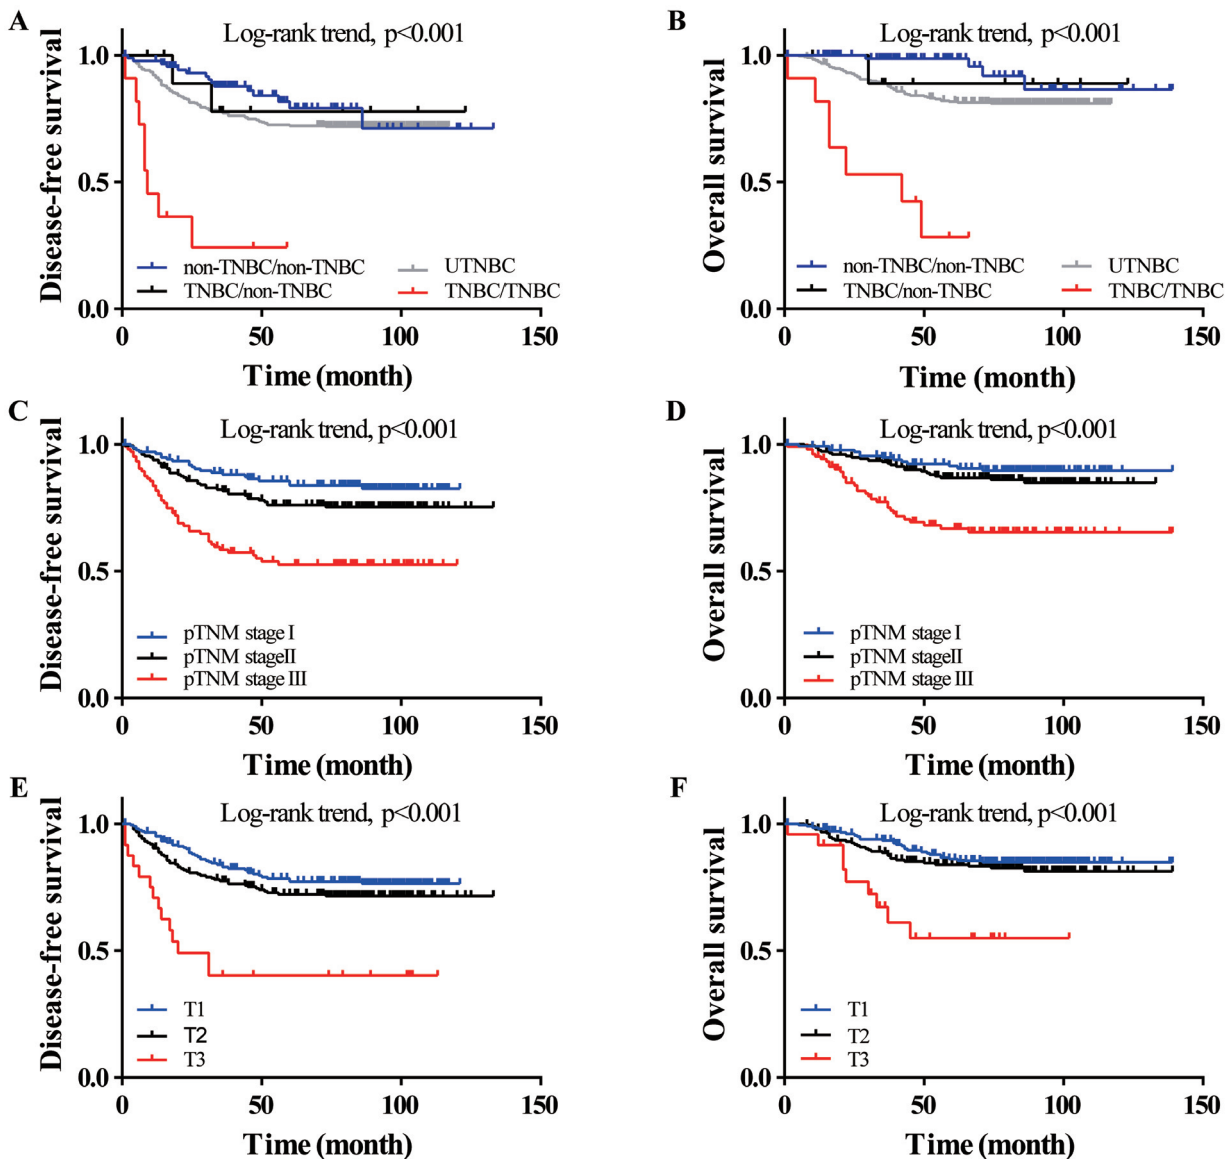 A
Log-rank trend, p<0.001
Disease-free survival
1.0
0.5
0.0
non-TNBC/non-TNBC
TNBC/non-TNBC
UTNBC
TNBC/TNBC
0 50 100 150
Time (month)
B
Log-rank trend, p<0.001
Overall survival
1.0
0.5
0.0
non-TNBC/non-TNBC
TNBC/non-TNBC
UTNBC
TNBC/TNBC
0 50 100 150
Time (month)
C
Log-rank trend, p<0.001
Disease-free survival
1.0
0.5
0.0
pTNM stage I
pTNM stageII
pTNM stage III
0 50 100 150
Time (month)
D
Log-rank trend, p<0.001
Overall survival
1.0
0.5
0.0
pTNM stage I
pTNM stageII
pTNM stage III
0 50 100 150
Time (month)
E
Log-rank trend, p<0.001
Disease-free survival
1.0
0.5
0.0
T1
T2
T3
0 50 100 150
Time (month)
F
Log-rank trend, p<0.001
Overall survival
1.0
0.5
0.0
T1
T2
T3
0 50 100 150
Time (month)